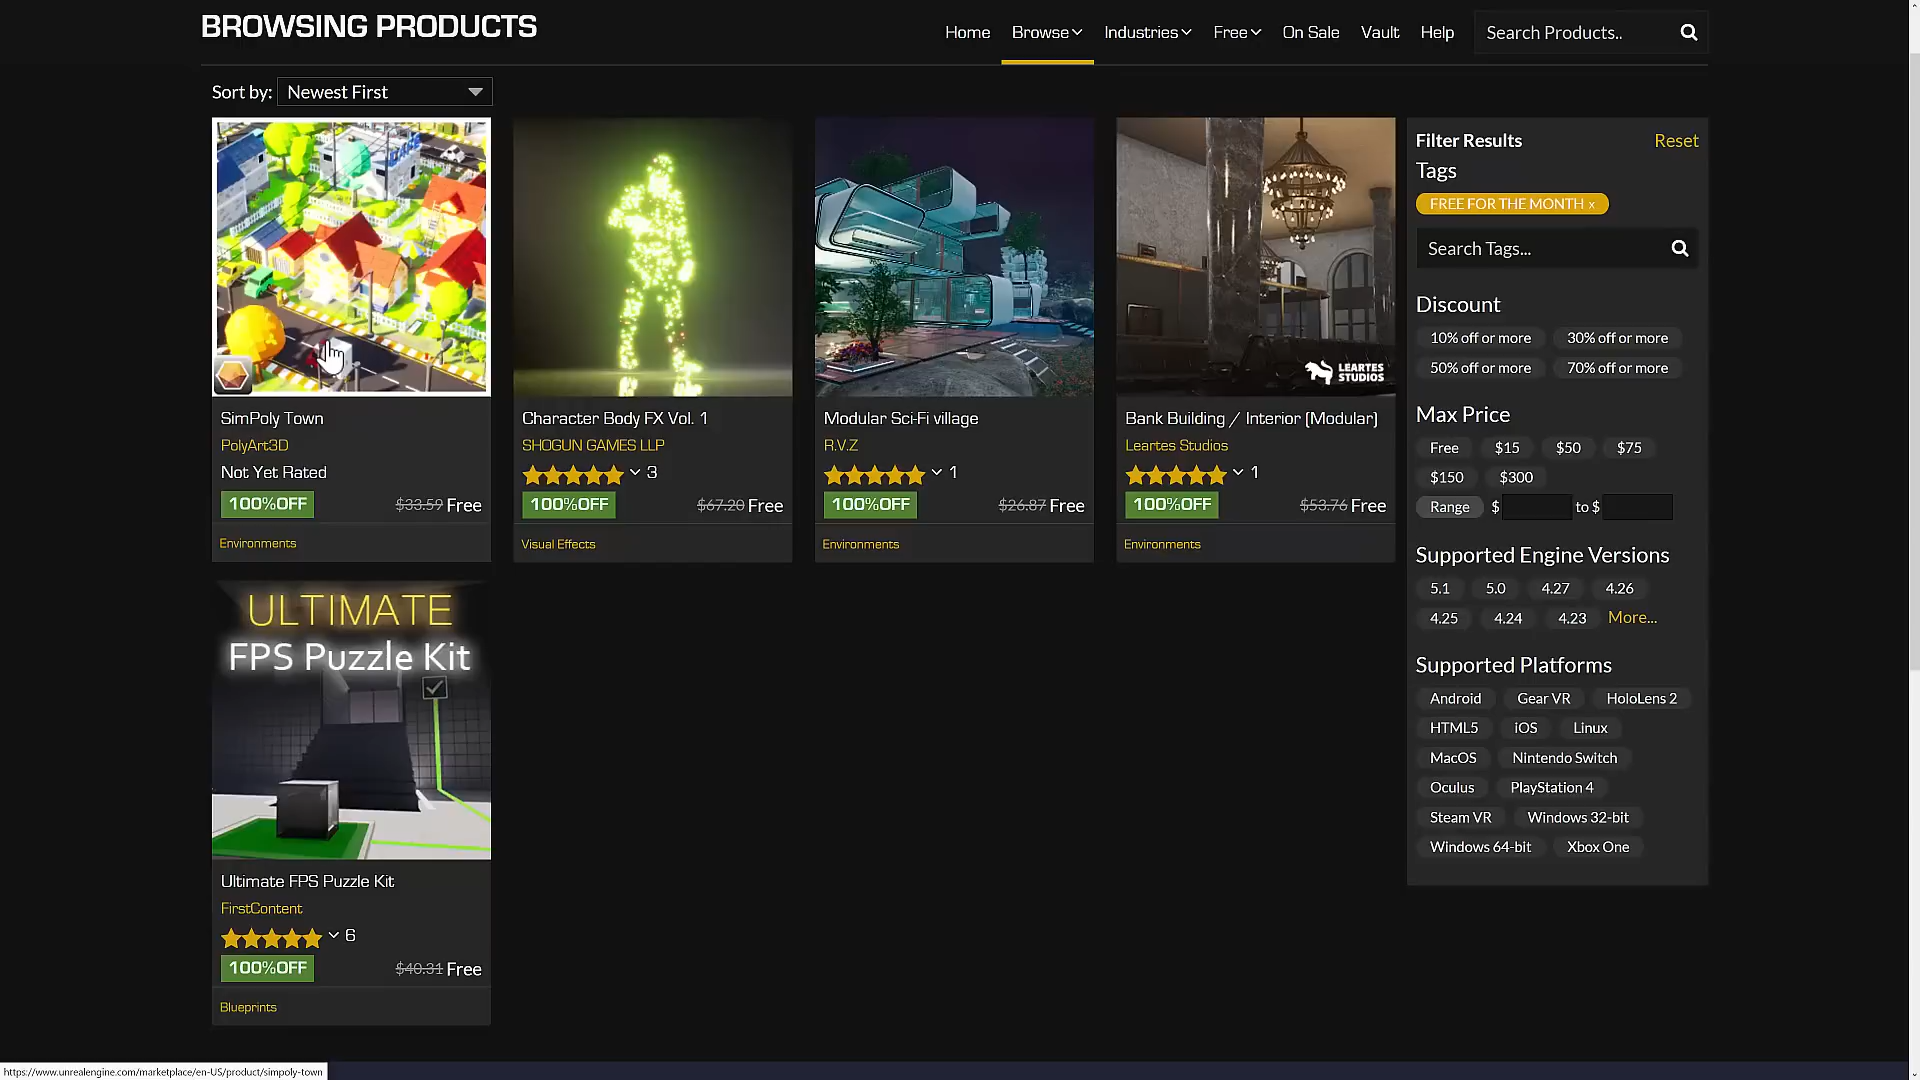 BROWSING PRODUCTS
Home Browse Industries Free On Sale Vault Help Search Products..
Sort by: Newest First
SimPoly Town
PolyArt3D
Not Yet Rated
100%OFF $33.59 Free
Environments
Character Body FX Vol. 1
SHOGUN GAMES LLP
3
100%OFF $67.20 Free
Visual Effects
Modular Sci-Fi village
R.V.Z
1
100%OFF $26.87 Free
Environments
LEARTES
STUDIOS
Bank Building / Interior (Modular)
Leartes Studios
1
100%OFF $53.76 Free
Environments
ULTIMATE
FPS Puzzle Kit
Ultimate FPS Puzzle Kit
FirstContent
6
100%OFF $40.31 Free
Blueprints
Filter Results Reset
Tags
FREE FOR THE MONTH x
Search Tags...
Discount
10% off or more 30% off or more
50% off or more 70% off or more
Max Price
Free $15 $50 $75
$150 $300
Range $ to $
Supported Engine Versions
5.1 5.0 4.27 4.26
4.25 4.24 4.23 More...
Supported Platforms
Android Gear VR HoloLens 2
HTML5 iOS Linux
MacOS Nintendo Switch
Oculus PlayStation 4
Steam VR Windows 32-bit
Windows 64-bit Xbox One
https://www.unrealengine.com/marketplace/en-US/product/simpoly-town